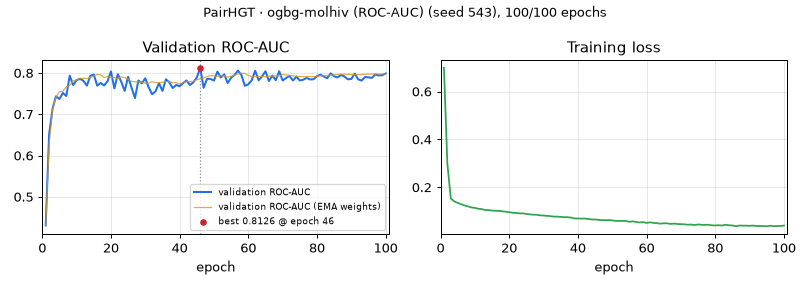 PairHGT · ogbg-molhiv (ROC-AUC) (seed 543), 100/100 epochs
Validation ROC-AUC
0.8
0.7
0.6
0.5
0
20
40
60
80
100
epoch
validation ROC-AUC
validation ROC-AUC (EMA weights)
best 0.8126 @ epoch 46
Training loss
0.6
0.4
0.2
0
20
40
60
80
100
epoch